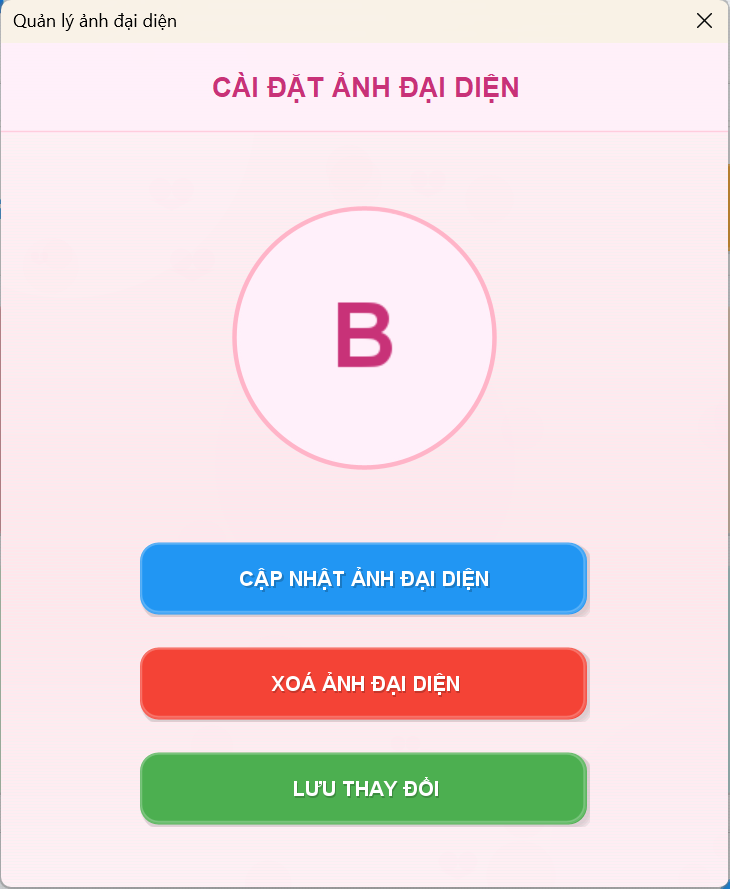 Quản lý ảnh đại diện
CÀI ĐẶT ẢNH ĐẠI DIỆN
B
CẬP NHẬT ẢNH ĐẠI DIỆN
XOÁ ẢNH ĐẠI DIỆN
LƯU THAY ĐỔI